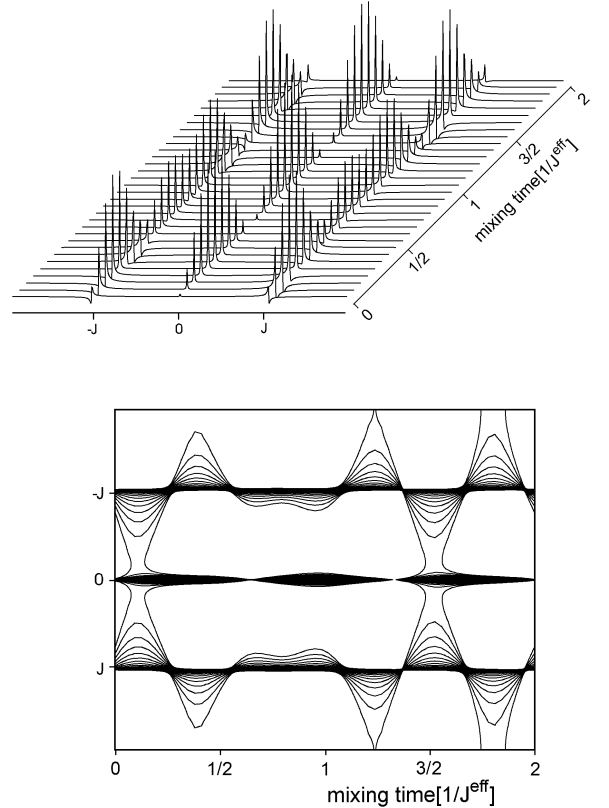 2
3/2
1
1/2
0
mixing time[1/J^eff]
-J 0 J
-J
0
J
0 1/2 1 3/2 2
mixing time[1/J^eff]